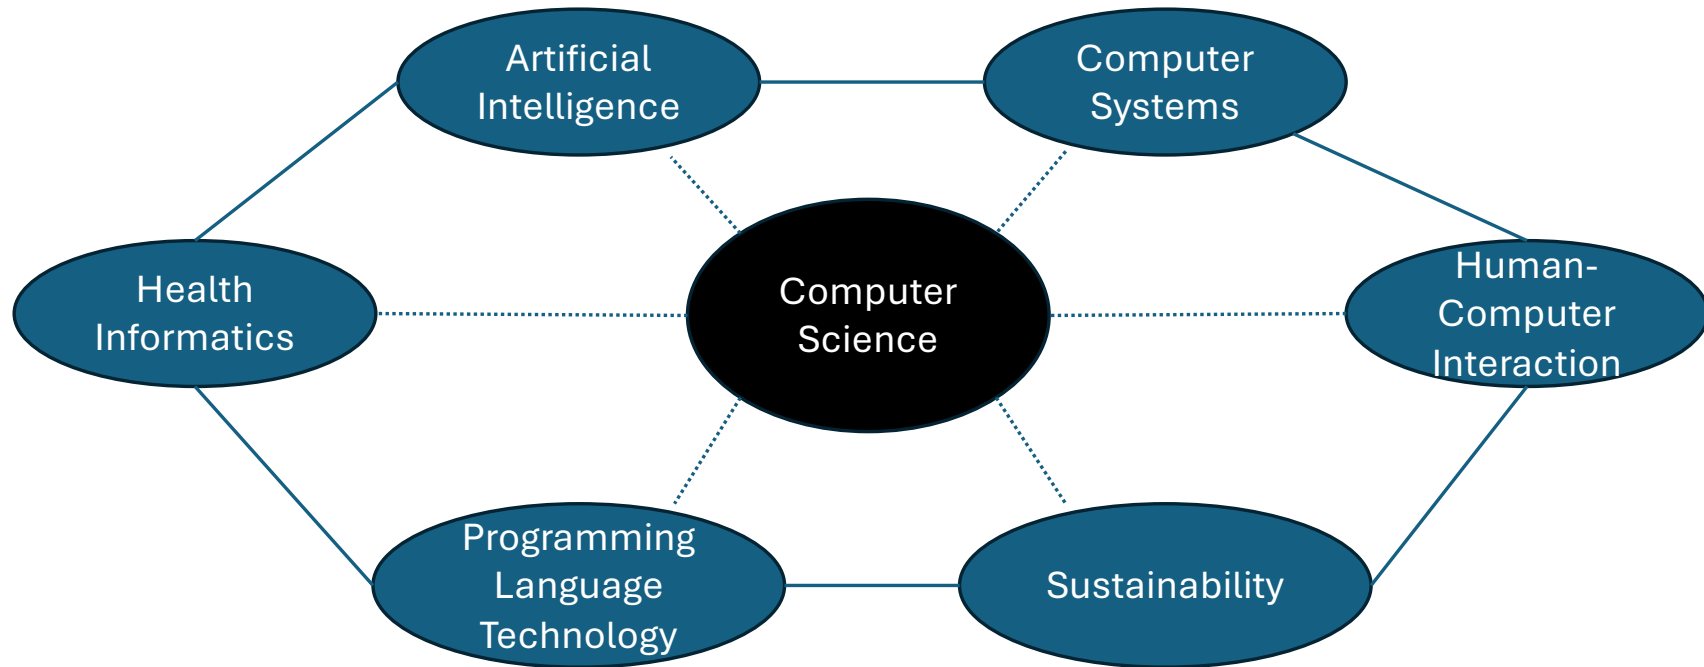 Artificial
Intelligence
Computer
Systems
Health
Informatics
Computer
Science
Human-
Computer
Interaction
Programming
Language
Technology
Sustainability